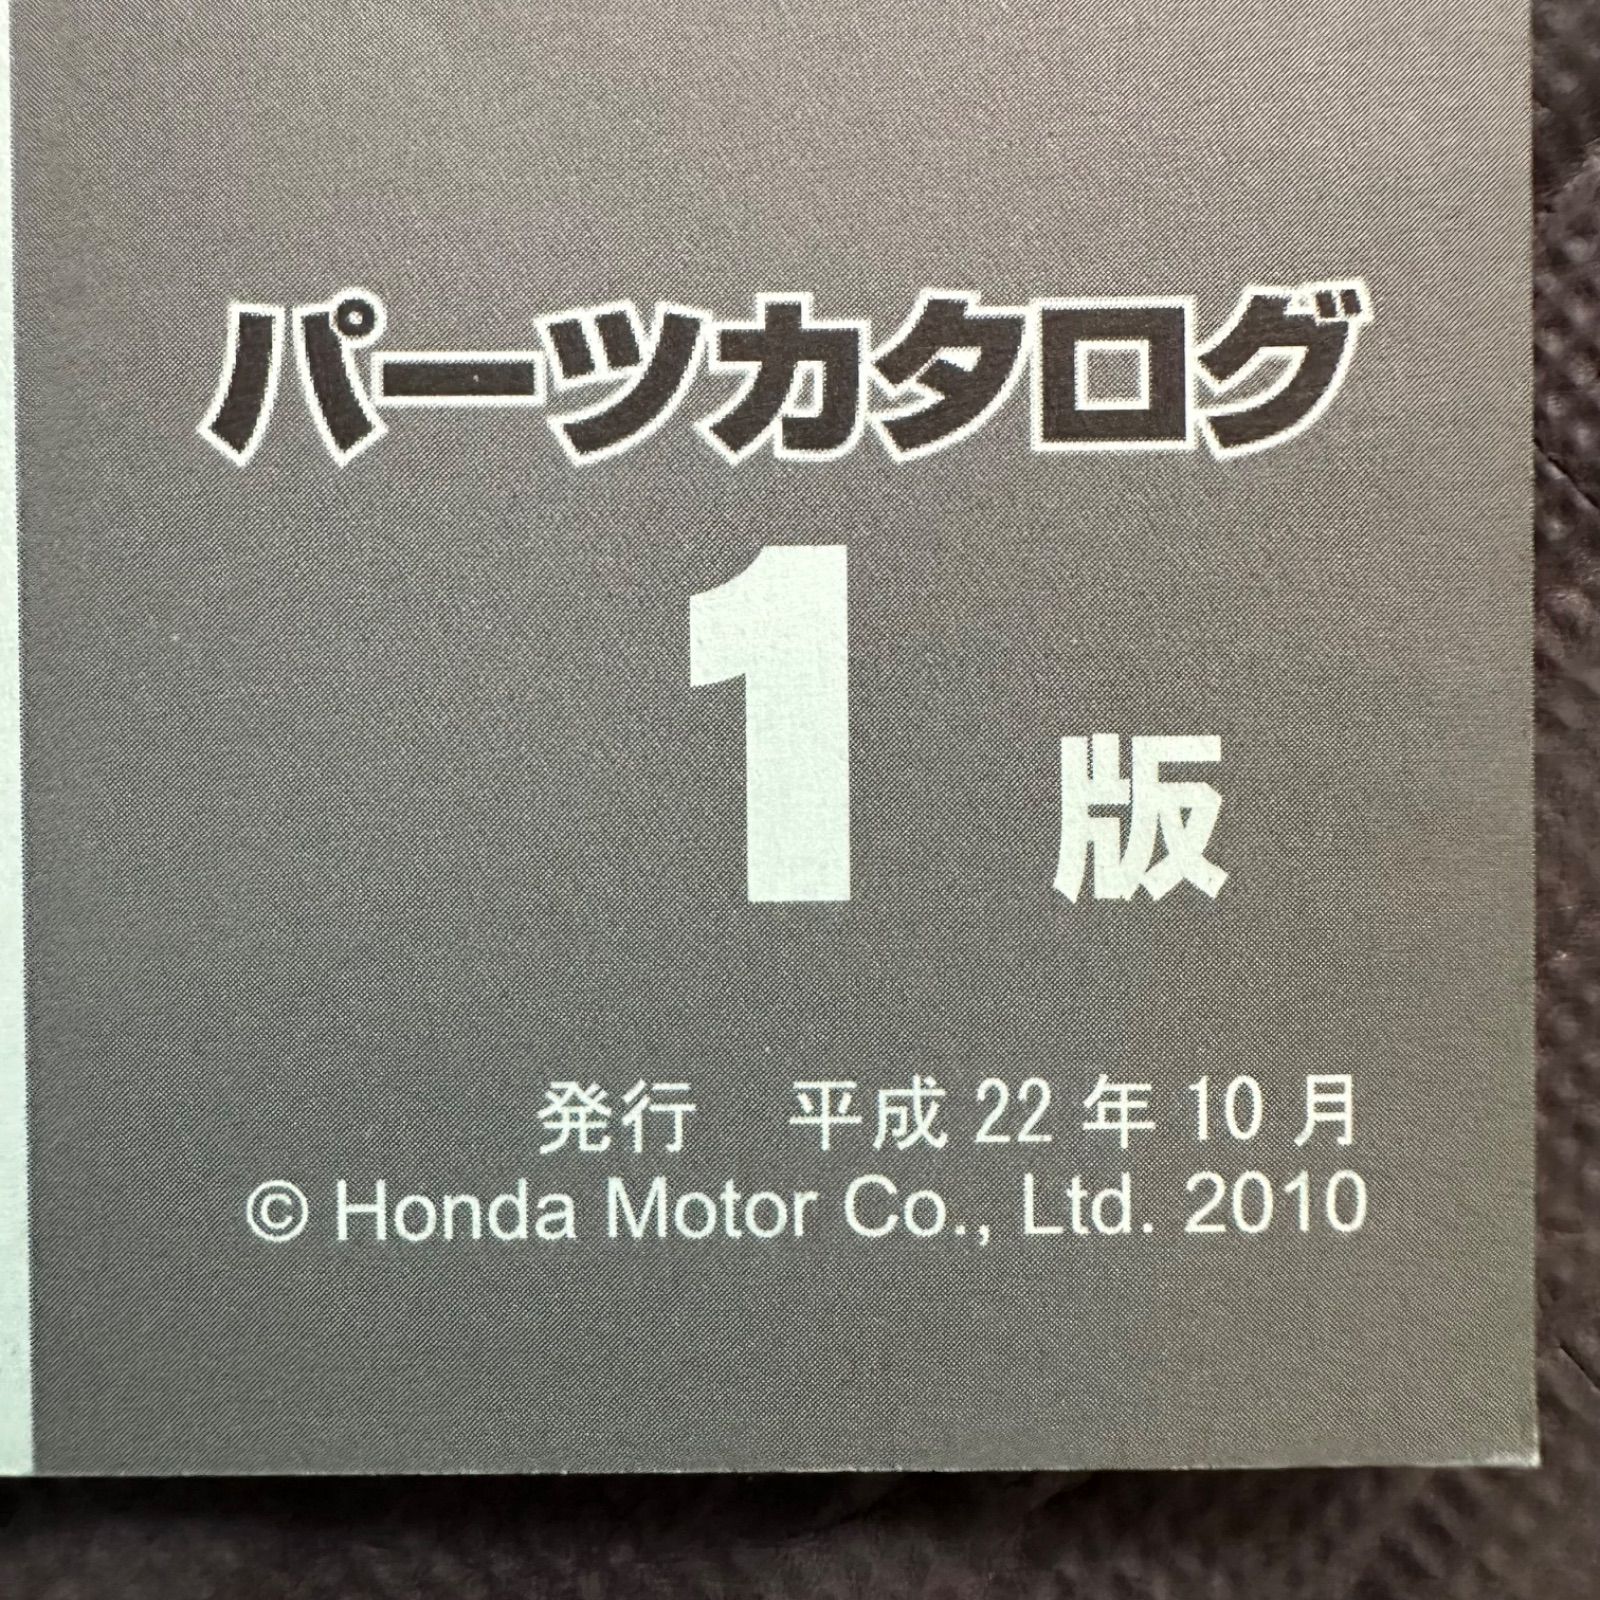 パーツカタログ
1 版
発行　平成 22 年 10 月
© Honda Motor Co., Ltd. 2010